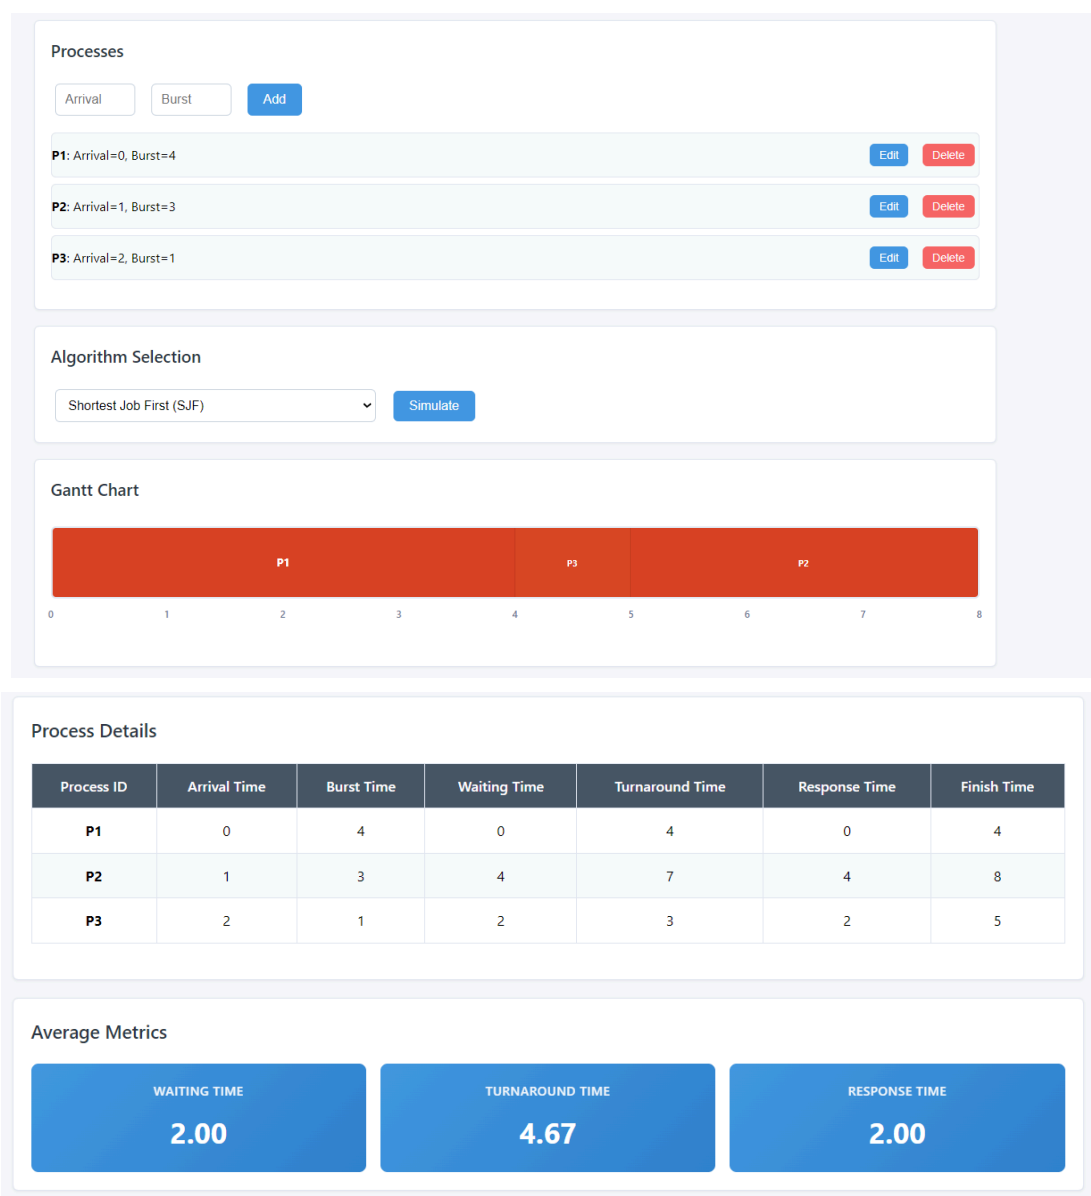 Processes
Arrival Burst Add
P1: Arrival=0, Burst=4 Edit Delete
P2: Arrival=1, Burst=3 Edit Delete
P3: Arrival=2, Burst=1 Edit Delete
Algorithm Selection
Shortest Job First (SJF) Simulate
Gantt Chart
P1 P3 P2
0 1 2 3 4 5 6 7 8
Process Details
Process ID Arrival Time Burst Time Waiting Time Turnaround Time Response Time Finish Time
P1 0 4 0 4 0 4
P2 1 3 4 7 4 8
P3 2 1 2 3 2 5
Average Metrics
WAITING TIME TURNAROUND TIME RESPONSE TIME
2.00 4.67 2.00